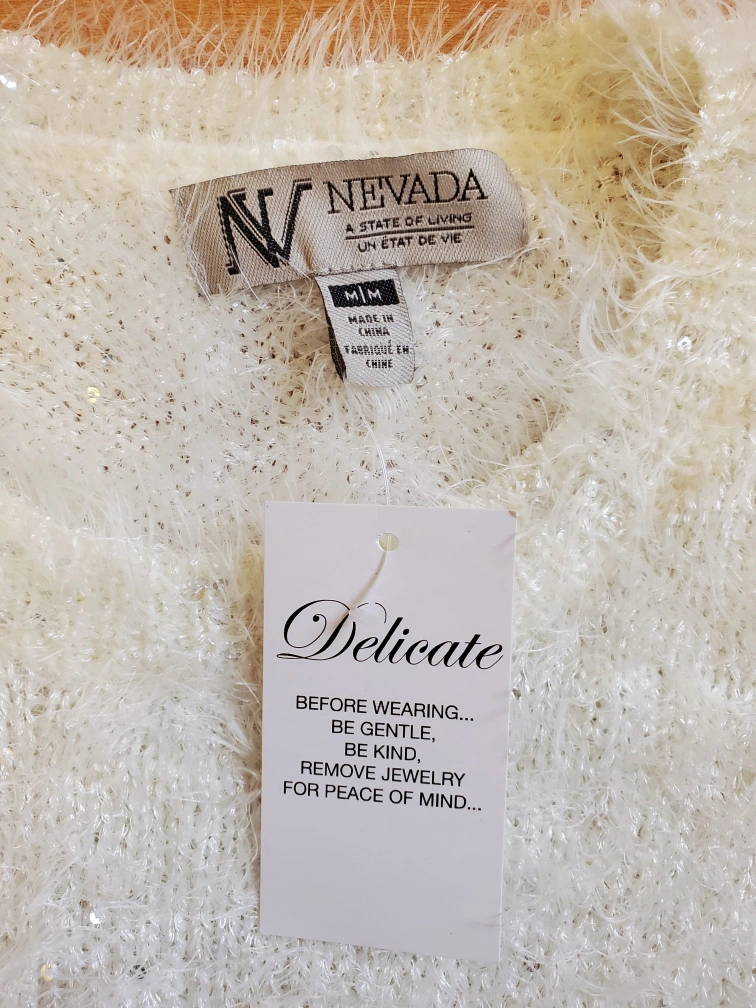 NV NEVADA
A STATE OF LIVING
UN ÉTAT DE VIE
M|M
MADE IN
CHINA
FABRIQUÉ EN
CHINE
Delicate
BEFORE WEARING...
BE GENTLE,
BE KIND,
REMOVE JEWELRY
FOR PEACE OF MIND...